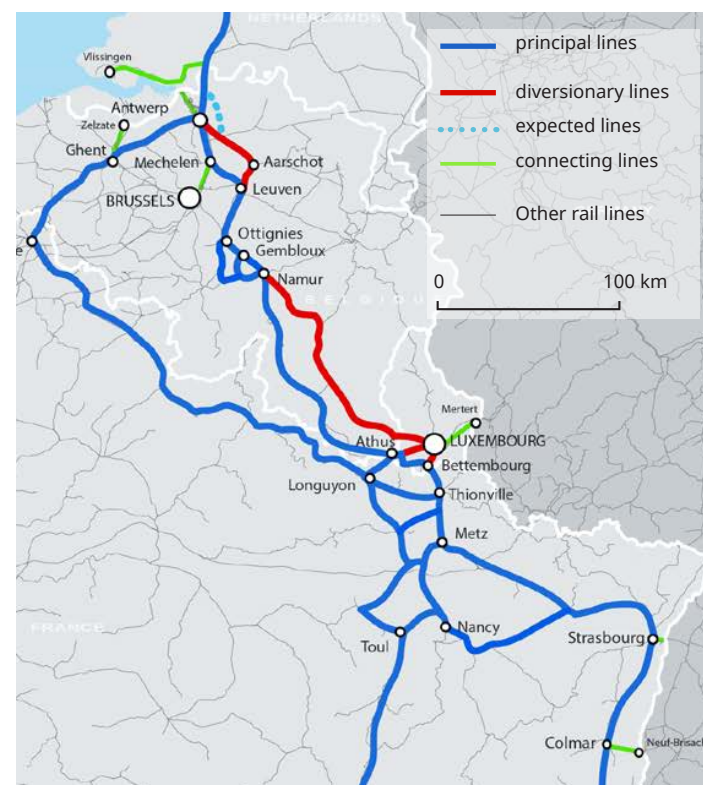 NETHERLANDS
principal lines
Vlissingen
diversionary lines
Antwerp
expected lines
Zelzate
Ghent
Mechelen
Aarschot
connecting lines
BRUSSELS
Leuven
Other rail lines
Ottignies
e
Gembloux
Namur
0
100 km
Mertert
Athus
LUXEMBOURG
Bettembourg
Longuyon
Thionville
Metz
FRANCE
Nancy
Toul
Strasbourg
Colmar
Neuf-Brisach